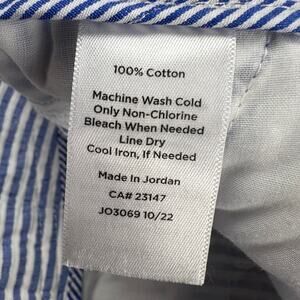 100% Cotton
Machine Wash Cold
Only Non-Chlorine
Bleach When Needed
Line Dry
Cool Iron, If Needed
Made In Jordan
CA# 23147
JO3069 10/22